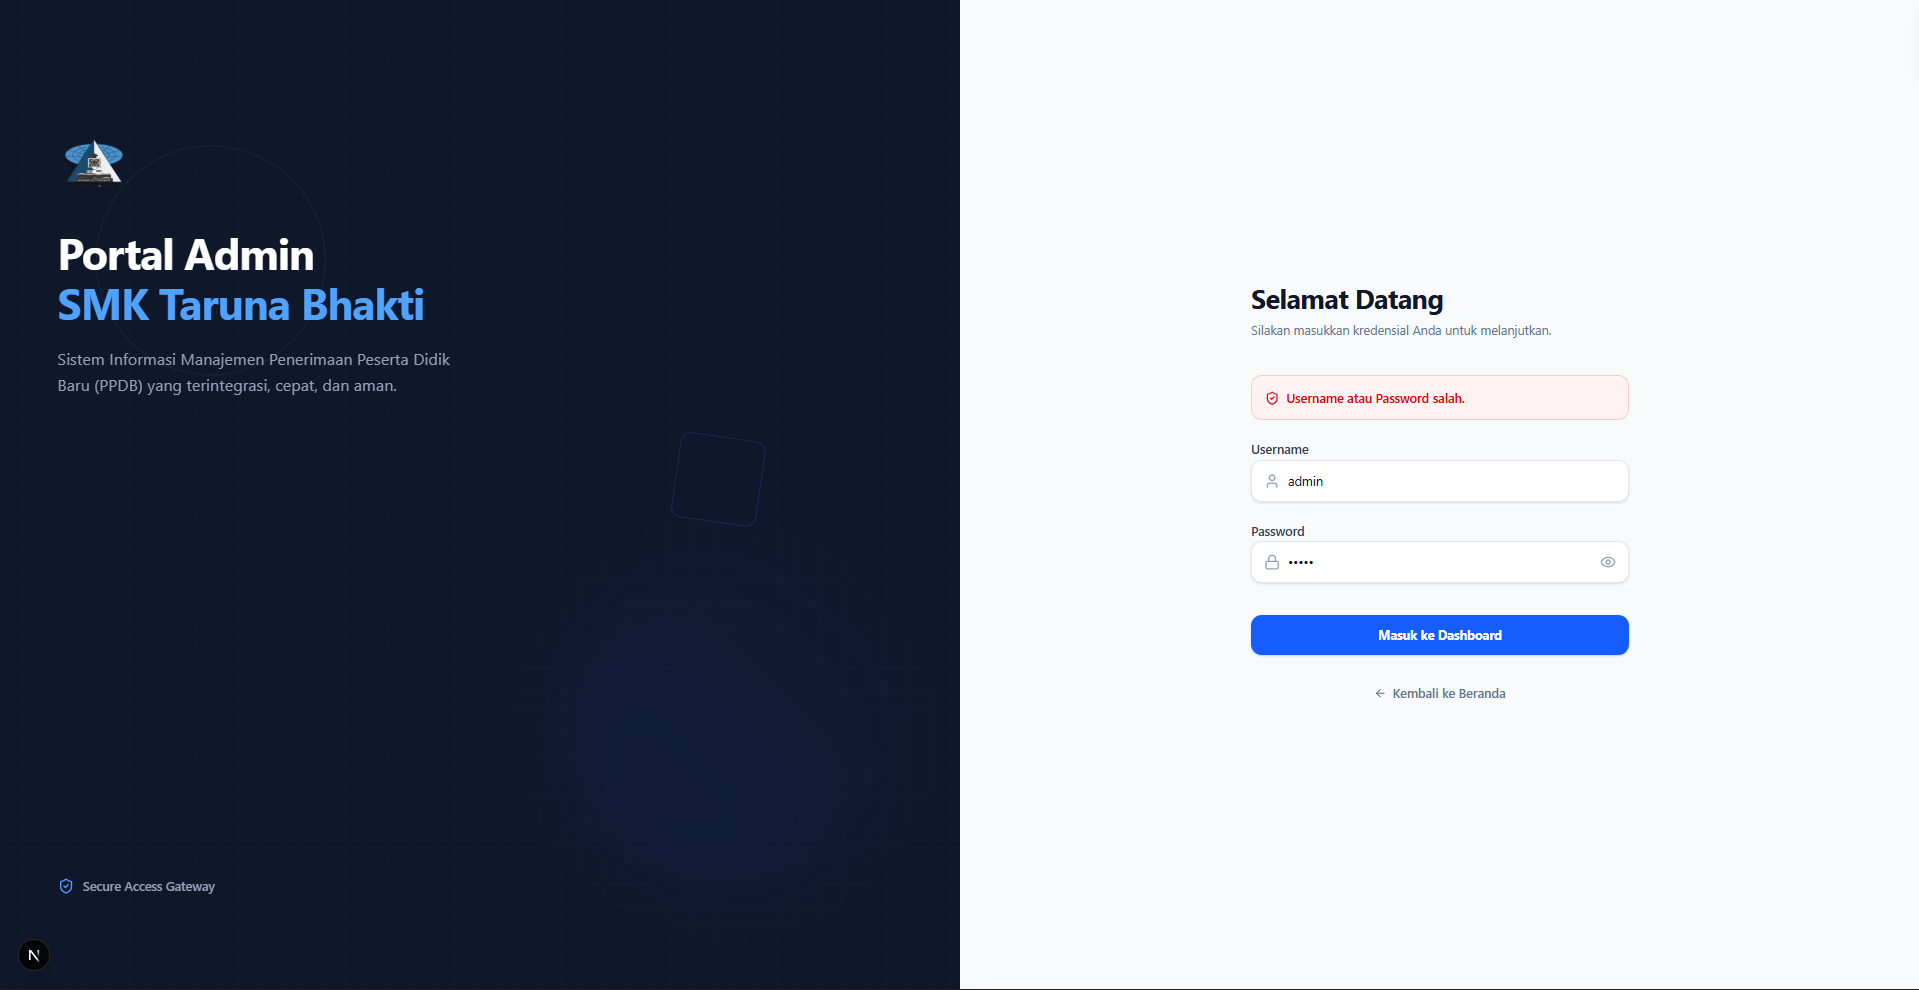 Portal Admin
SMK Taruna Bhakti
Sistem Informasi Manajemen Penerimaan Peserta Didik
Baru (PPDB) yang terintegrasi, cepat, dan aman.
Secure Access Gateway
N
Selamat Datang
Silakan masukkan kredensial Anda untuk melanjutkan.
Username atau Password salah.
Username
admin
Password
•••••
Masuk ke Dashboard
← Kembali ke Beranda